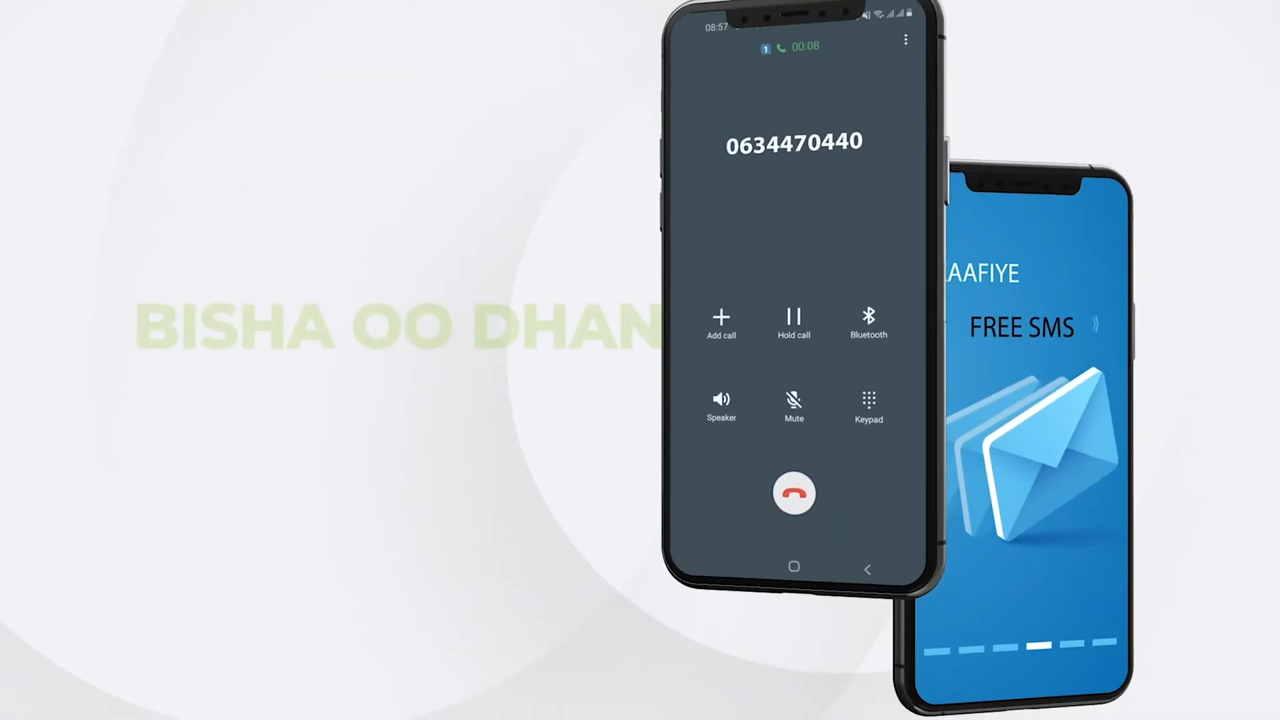 08:57
1 00:08
0634470440
BISHA OO DHAN
Add call
Hold call
Bluetooth
Speaker
Mute
Keypad
AAFIYE
FREE SMS